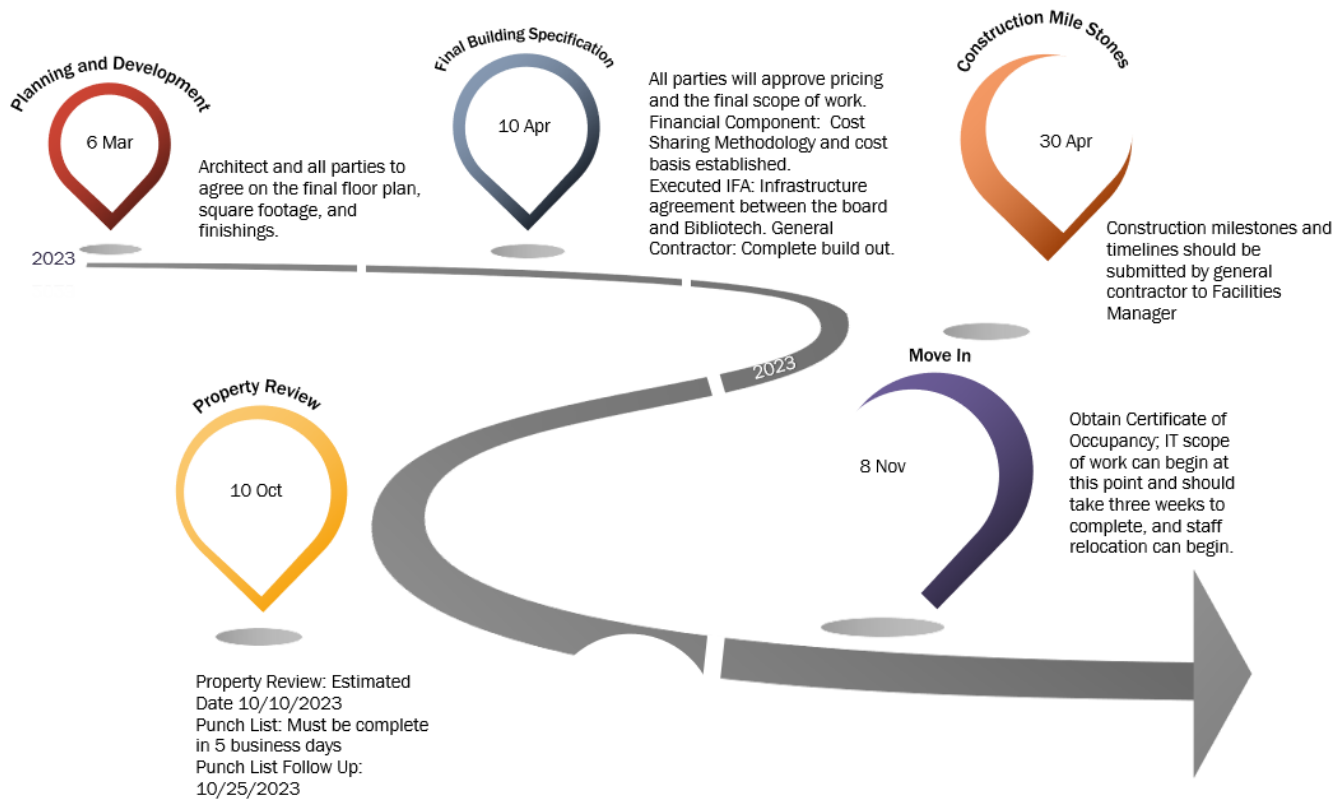 Planning and Development
6 Mar
Architect and all parties to
agree on the final floor plan,
square footage, and
finishings.
2023
Final Building Specification
10 Apr
All parties will approve pricing
and the final scope of work.
Financial Component:  Cost
Sharing Methodology and cost
basis established.
Executed IFA: Infrastructure
agreement between the board
and Bibliotech. General
Contractor: Complete build out.
Construction Mile Stones
30 Apr
Construction milestones and
timelines should be
submitted by general
contractor to Facilities
Manager
2023
Property Review
10 Oct
Property Review: Estimated
Date 10/10/2023
Punch List: Must be complete
in 5 business days
Punch List Follow Up:
10/25/2023
Move In
8 Nov
Obtain Certificate of
Occupancy; IT scope
of work can begin at
this point and should
take three weeks to
complete, and staff
relocation can begin.